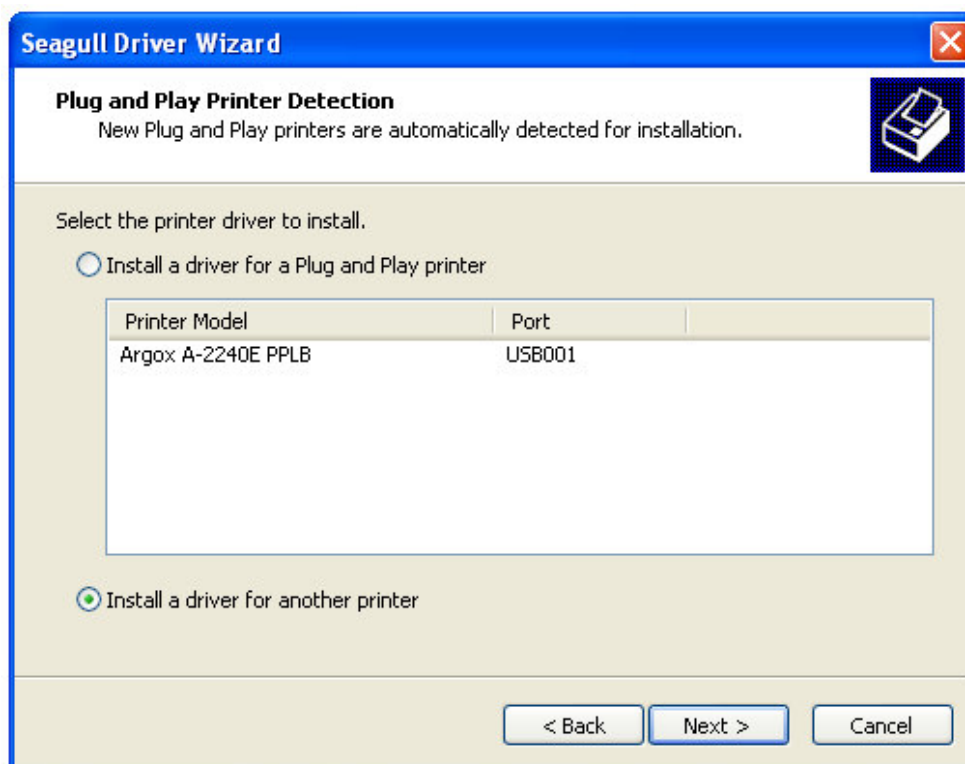 Seagull Driver Wizard
Plug and Play Printer Detection
New Plug and Play printers are automatically detected for installation.
Select the printer driver to install.
Install a driver for a Plug and Play printer
Printer Model Port
Argox A-2240E PPLB USB001
Install a driver for another printer
< Back Next > Cancel